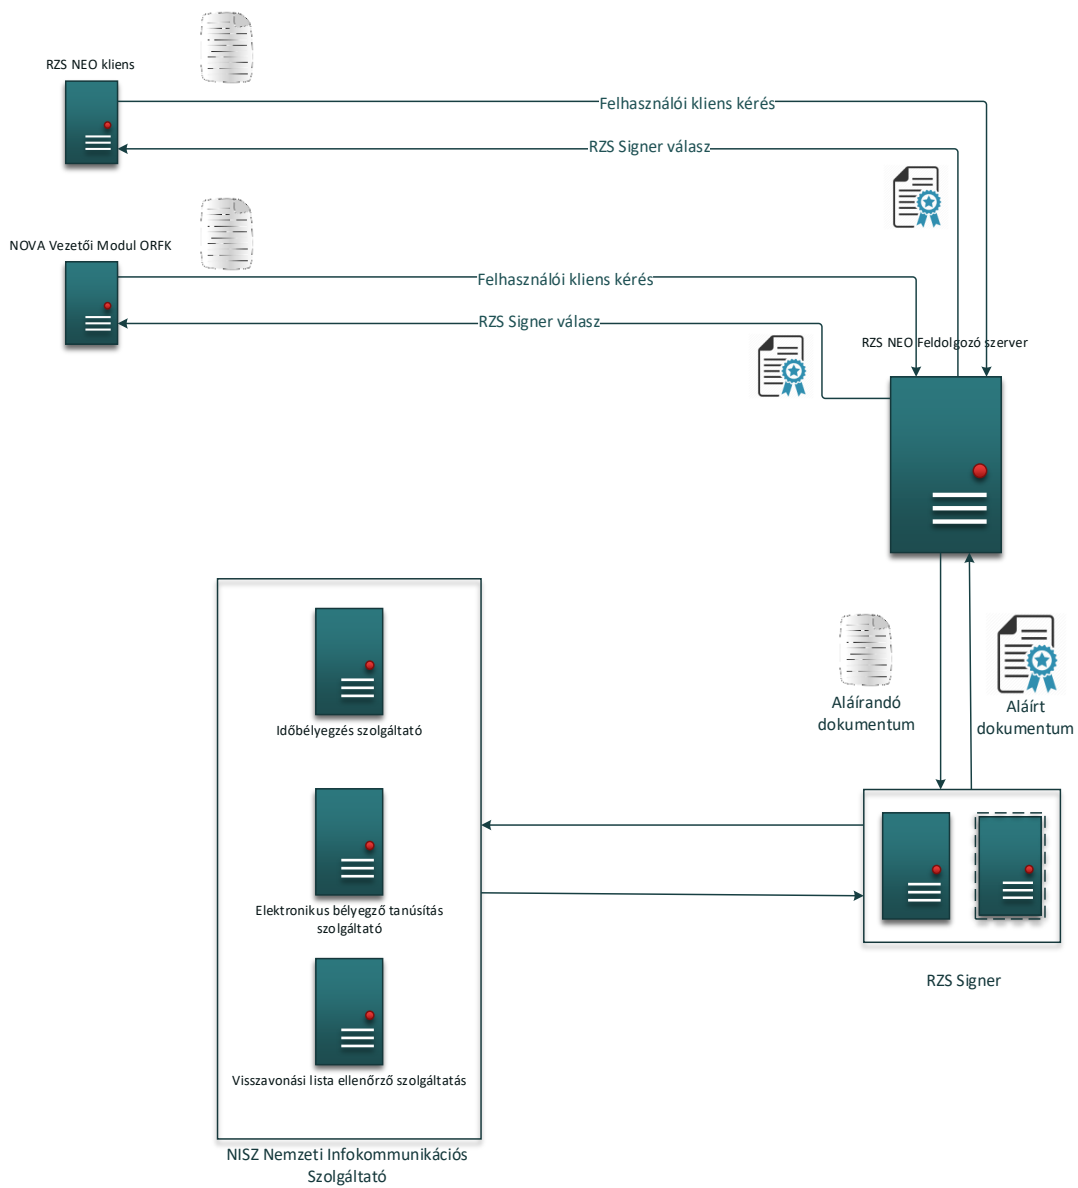 RZS NEO kliens
Felhasználói kliens kérés
RZS Signer válasz
NOVA Vezetői Modul ORFK
Felhasználói kliens kérés
RZS Signer válasz
RZS NEO Feldolgozó szerver
Aláírandó
dokumentum
Aláírt
dokumentum
Időbélyegzés szolgáltató
Elektronikus bélyegző tanúsítás
szolgáltató
RZS Signer
Visszavonási lista ellenőrző szolgáltatás
NISZ Nemzeti Infokommunikációs
Szolgáltató